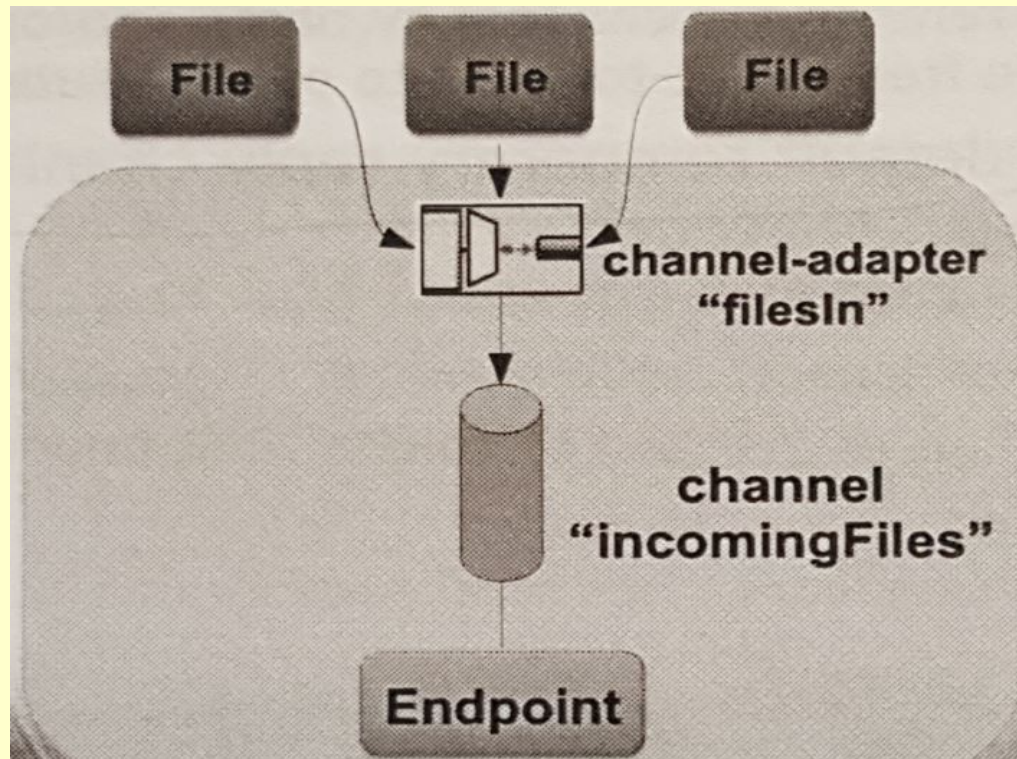 File
File
File
channel-adapter
“filesIn”
channel
“incomingFiles”
Endpoint